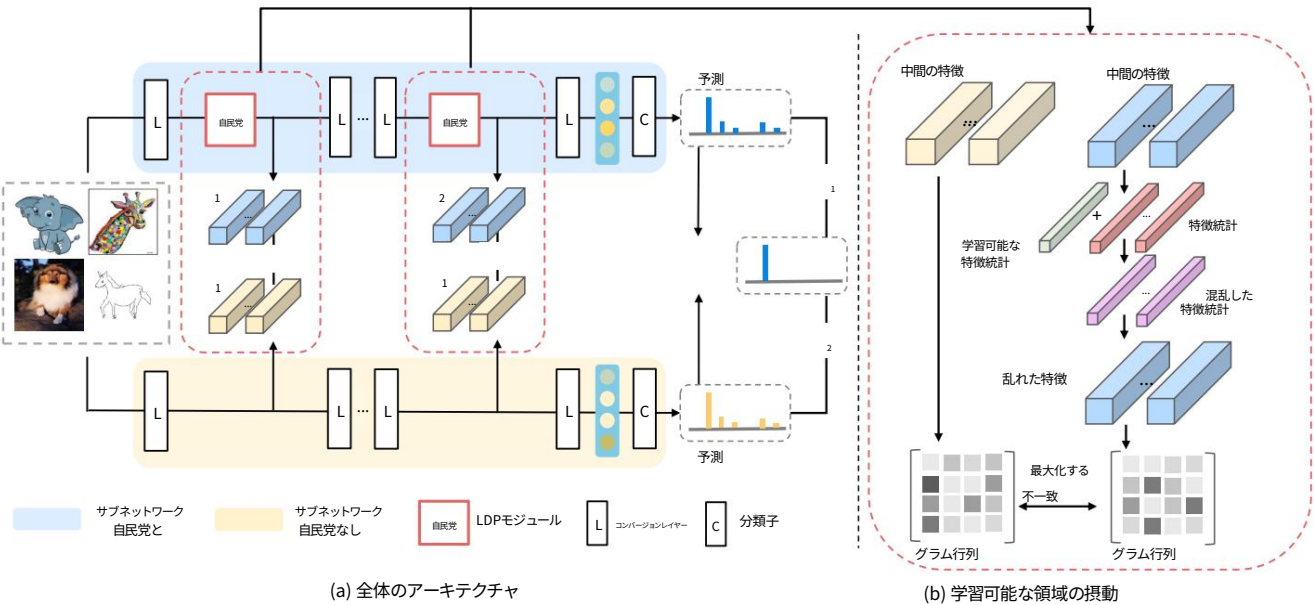 予測
L
自民党
L
...
L
自民党
L
C
1
2
...
...
1
1
...
...
1
2
L
L
...
L
L
C
予測
サブネットワーク
自民党と
サブネットワーク
自民党なし
自民党
LDPモジュール
L
コンバージョンレイヤー
C
分類子
(a) 全体のアーキテクチャ
中間の特徴
中間の特徴
...
...
+
...
特徴統計
学習可能な
特徴統計
...
混乱した
特徴統計
乱れた特徴
...
最大化する
不一致
グラム行列
グラム行列
(b) 学習可能な領域の摂動